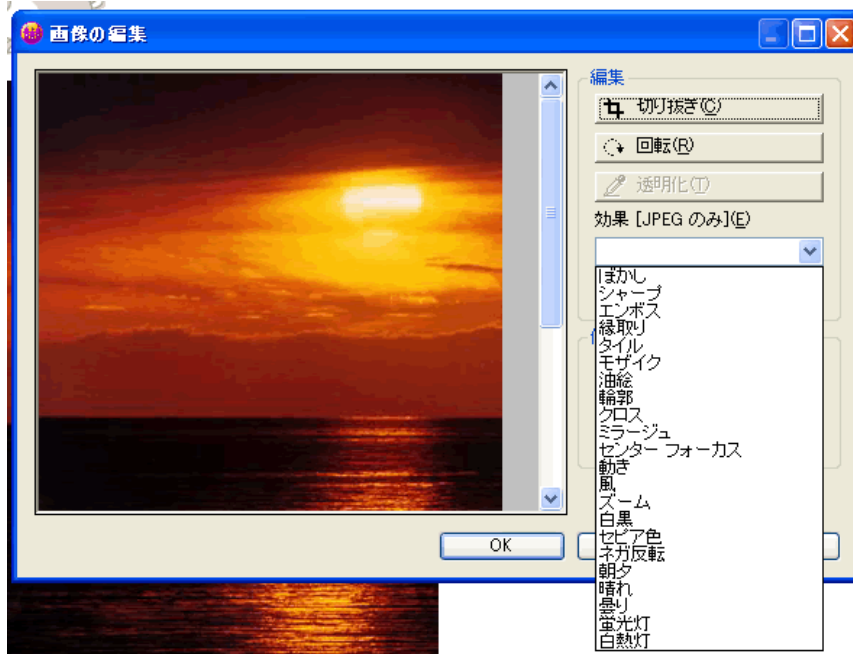 画像の編集
編集
切り抜き(C)
回転(R)
透明化(T)
効果 [JPEG のみ](E)
ぼかし
シャープ
エンボス
縁取り
タイル
モザイク
油絵
輪郭
クロス
ミラージュ
センター フォーカス
動き
風
ズーム
白黒
セピア色
ネガ反転
朝夕
晴れ
曇り
蛍光灯
白熱灯
OK